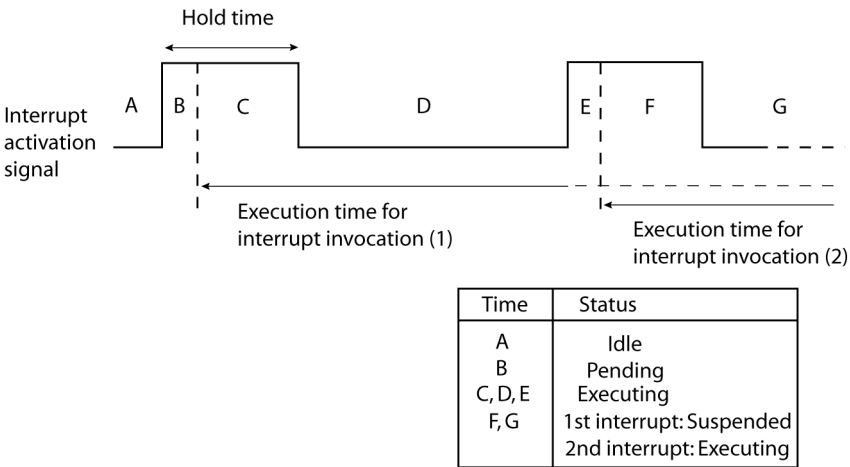 Hold time
Interrupt
activation
signal
A
B
C
D
E
F
G
Execution time for
interrupt invocation (1)
Execution time for
interrupt invocation (2)
Time Status
A Idle
B Pending
C, D, E Executing
F, G 1st interrupt: Suspended
2nd interrupt: Executing